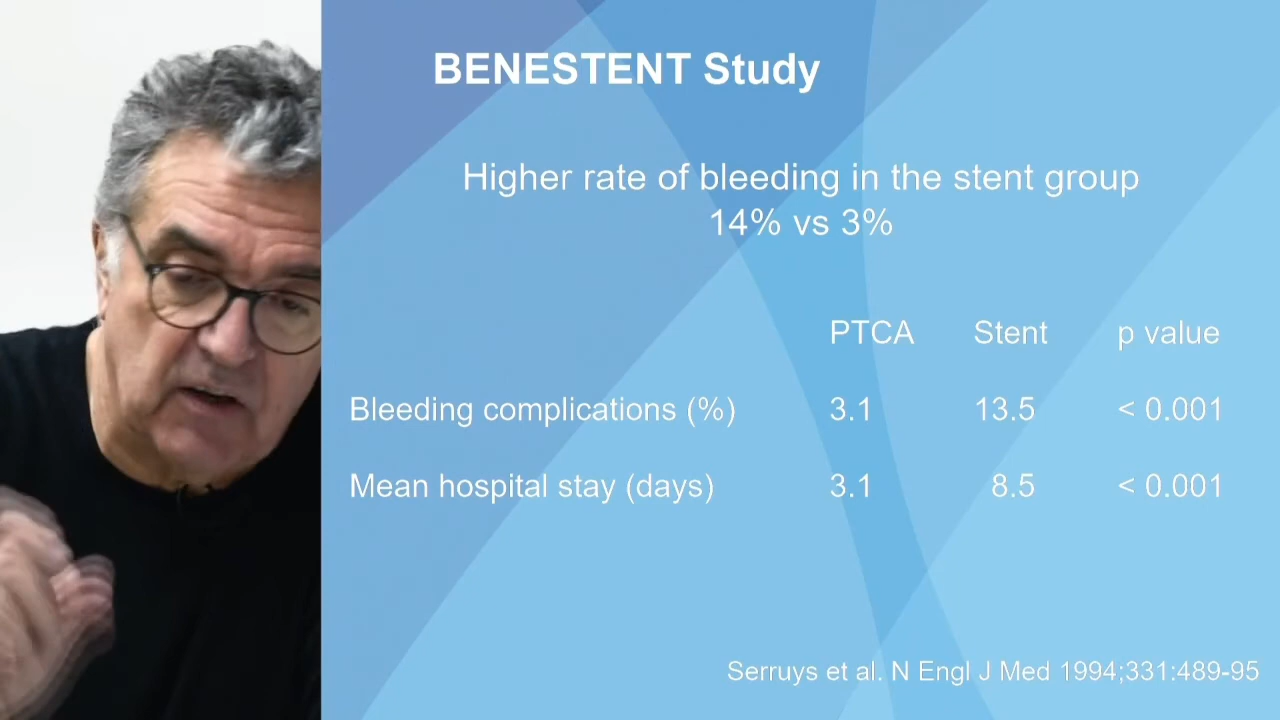 BENESTENT Study
Higher rate of bleeding in the stent group
14% vs 3%
PTCA Stent p value
Bleeding complications (%) 3.1 13.5 < 0.001
Mean hospital stay (days) 3.1 8.5 < 0.001
Serruys et al. N Engl J Med 1994;331:489-95